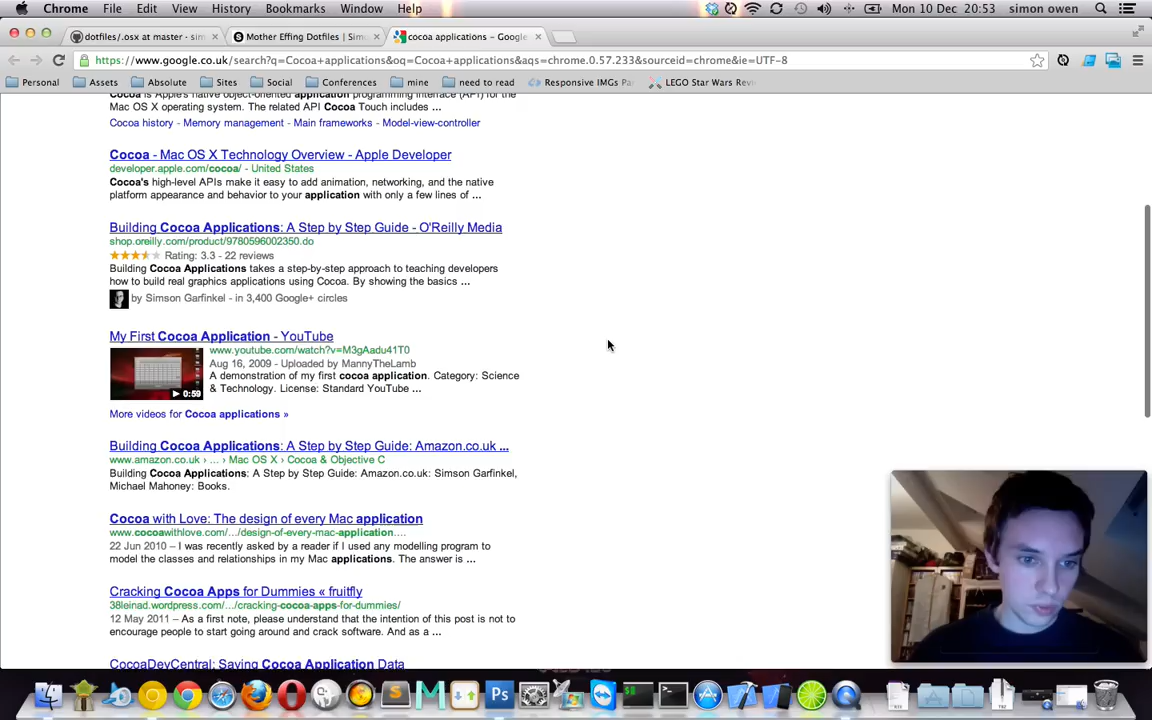 Chrome File Edit View History Bookmarks Window Help Mon 10 Dec 20:53 simon owen
dotfiles/.osx at master · sim Mother Effing Dotfiles | Sim cocoa applications – Google
https://www.google.co.uk/search?q=Cocoa+applications&oq=Cocoa+applications&aqs=chrome.0.57.233&sourceid=chrome&ie=UTF-8
Personal Apps Absolute Sites Social Conferences mine need to read Responsive IMGs Pa LEGO Star Wars Revi
Cocoa is Apple's native object-oriented application programming interface (API) for the
Mac OS X operating system. The related API Cocoa Touch includes ...
Cocoa history - Memory management - Main frameworks - Model-view-controller
Cocoa - Mac OS X Technology Overview - Apple Developer
developer.apple.com/cocoa/ - United States
Cocoa's high-level APIs make it easy to add animation, networking, and the native
platform appearance and behavior to your application with only a few lines of ...
Building Cocoa Applications: A Step by Step Guide - O'Reilly Media
shop.oreilly.com/product/9780596002350.do
Rating: 3.3 - 22 reviews
Building Cocoa Applications takes a step-by-step approach to teaching developers
how to build real graphics applications using Cocoa. By showing the basics ...
by Simson Garfinkel - in 3,400 Google+ circles
My First Cocoa Application - YouTube
www.youtube.com/watch?v=M3gAadu41T0
Aug 16, 2009 - Uploaded by MannyTheLamb
A demonstration of my first cocoa application. Category: Science
& Technology. License: Standard YouTube ...
0:59
More videos for Cocoa applications »
Building Cocoa Applications: A Step by Step Guide: Amazon.co.uk ...
www.amazon.co.uk › ... › Mac OS X › Cocoa & Objective C
Building Cocoa Applications: A Step by Step Guide: Amazon.co.uk: Simson Garfinkel,
Michael Mahoney: Books.
Cocoa with Love: The design of every Mac application
www.cocoawithlove.com/.../design-of-every-mac-application....
22 Jun 2010 – I was recently asked by a reader if I used any modelling program to
model the classes and relationships in my Mac applications. The answer is ...
Cracking Cocoa Apps for Dummies « fruitfly
38leinad.wordpress.com/.../cracking-cocoa-apps-for-dummies/
12 May 2011 – As a first note, please understand that the intention of this post is not to
encourage people to start going around and crack software. And as a ...
CocoaDevCentral: Saving Cocoa Application Data
Ps